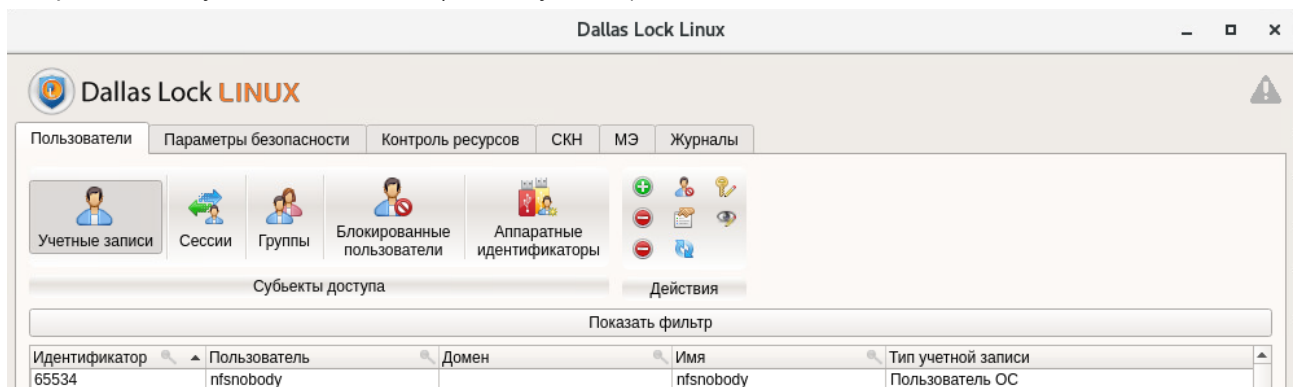 Dallas Lock Linux
Dallas Lock LINUX
Пользователи Параметры безопасности Контроль ресурсов СКН МЭ Журналы
Учетные записи Сессии Группы Блокированные пользователи Аппаратные идентификаторы
Субьекты доступа Действия
Показать фильтр
Идентификатор Пользователь Домен Имя Тип учетной записи
65534 nfsnobody nfsnobody Пользователь ОС